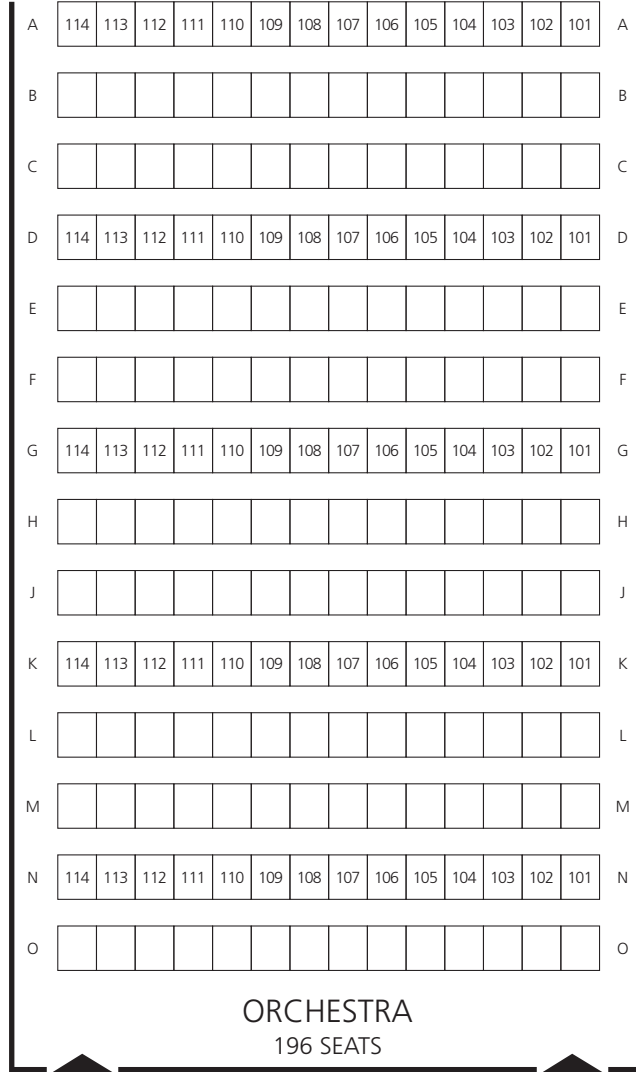 A 114 113 112 111 110 109 108 107 106 105 104 103 102 101 A
B B
C C
D 114 113 112 111 110 109 108 107 106 105 104 103 102 101 D
E E
F F
G 114 113 112 111 110 109 108 107 106 105 104 103 102 101 G
H H
J J
K 114 113 112 111 110 109 108 107 106 105 104 103 102 101 K
L L
M M
N 114 113 112 111 110 109 108 107 106 105 104 103 102 101 N
O O
ORCHESTRA
196 SEATS